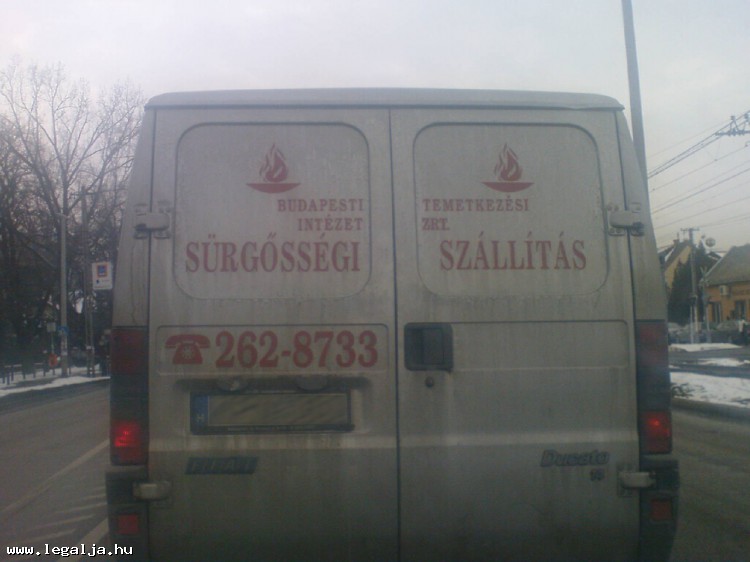 BUDAPESTI TEMETKEZÉSI
INTÉZET ZRT.
SÜRGŐSSÉGI SZÁLLÍTÁS
262-8733
FIAT Ducato
www.legalja.hu